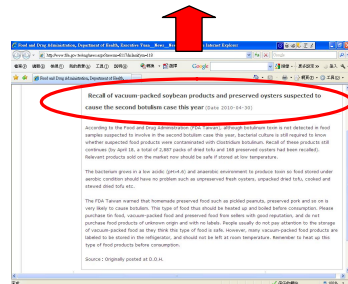 Food and Drug Administration, Department of Health, Executive Yuan
Internet Explorer
Google
Food and Drug Administration, Department of Health
Recall of vacuum-packed soybean products and preserved oysters suspected to
cause the second botulism case this year (Date 2010-04-30)
According to the Food and Drug Administration (FDA Taiwan), although botulinum toxin is not detected in food
samples suspected to involve in the second botulism case this year, bacterial culture is still required to know
whether suspected food products were contaminated with Clostridium botulinum. Recall of these products still
continues (by April 18, a total of 2,887 packs of dried tofu and 168 preserved oysters had been recalled).
Relevant products sold on the market now should be safe if stored at low temperature.
The bacterium grows in a low acidic (pH>4.6) and anaerobic environment to produce toxin so food stored under
aerobic condition should have no problem such as unpreserved fresh oysters, unpacked dried tofu, cooked and
stewed dried tofu etc.
The FDA Taiwan warned that homemade preserved food such as pickled peanuts, preserved pork and so on is
very likely to cause botulism. This type of food thus should be heated up and boiled before consumption. Please
purchase tin food, vacuum-packed food and preserved food from sellers with good reputation, and do not
purchase food products of unknown origin and with no labels. People usually do not pay attention to the storage
of vacuum-packed food as they think this type of food is safe. However, many vacuum-packed food products are
labeled to be stored in the refrigerator, and should not be left at room temperature. Remember to heat up this
type of food products before consumption.
Source: Originally posted at D.O.H.